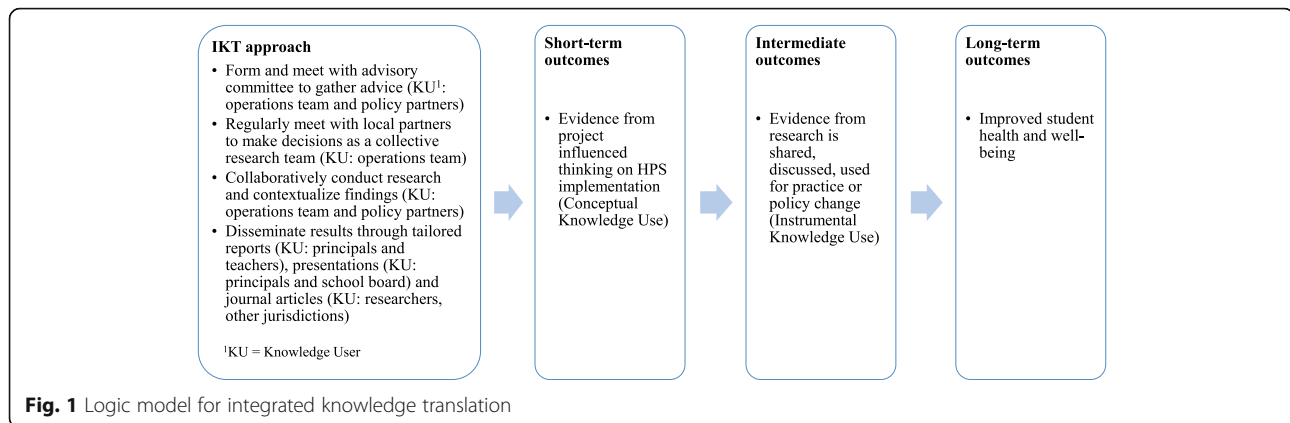 IKT approach
• Form and meet with advisory
committee to gather advice (KU¹:
operations team and policy partners)
• Regularly meet with local partners
to make decisions as a collective
research team (KU: operations team)
• Collaboratively conduct research
and contextualize findings (KU:
operations team and policy partners)
• Disseminate results through tailored
reports (KU: principals and
teachers), presentations (KU:
principals and school board) and
journal articles (KU: researchers,
other jurisdictions)
¹KU = Knowledge User
Short-term
outcomes
• Evidence from
project
influenced
thinking on HPS
implementation
(Conceptual
Knowledge Use)
Intermediate
outcomes
• Evidence from
research is
shared,
discussed, used
for practice or
policy change
(Instrumental
Knowledge Use)
Long-term
outcomes
• Improved student
health and well-
being
Fig. 1 Logic model for integrated knowledge translation